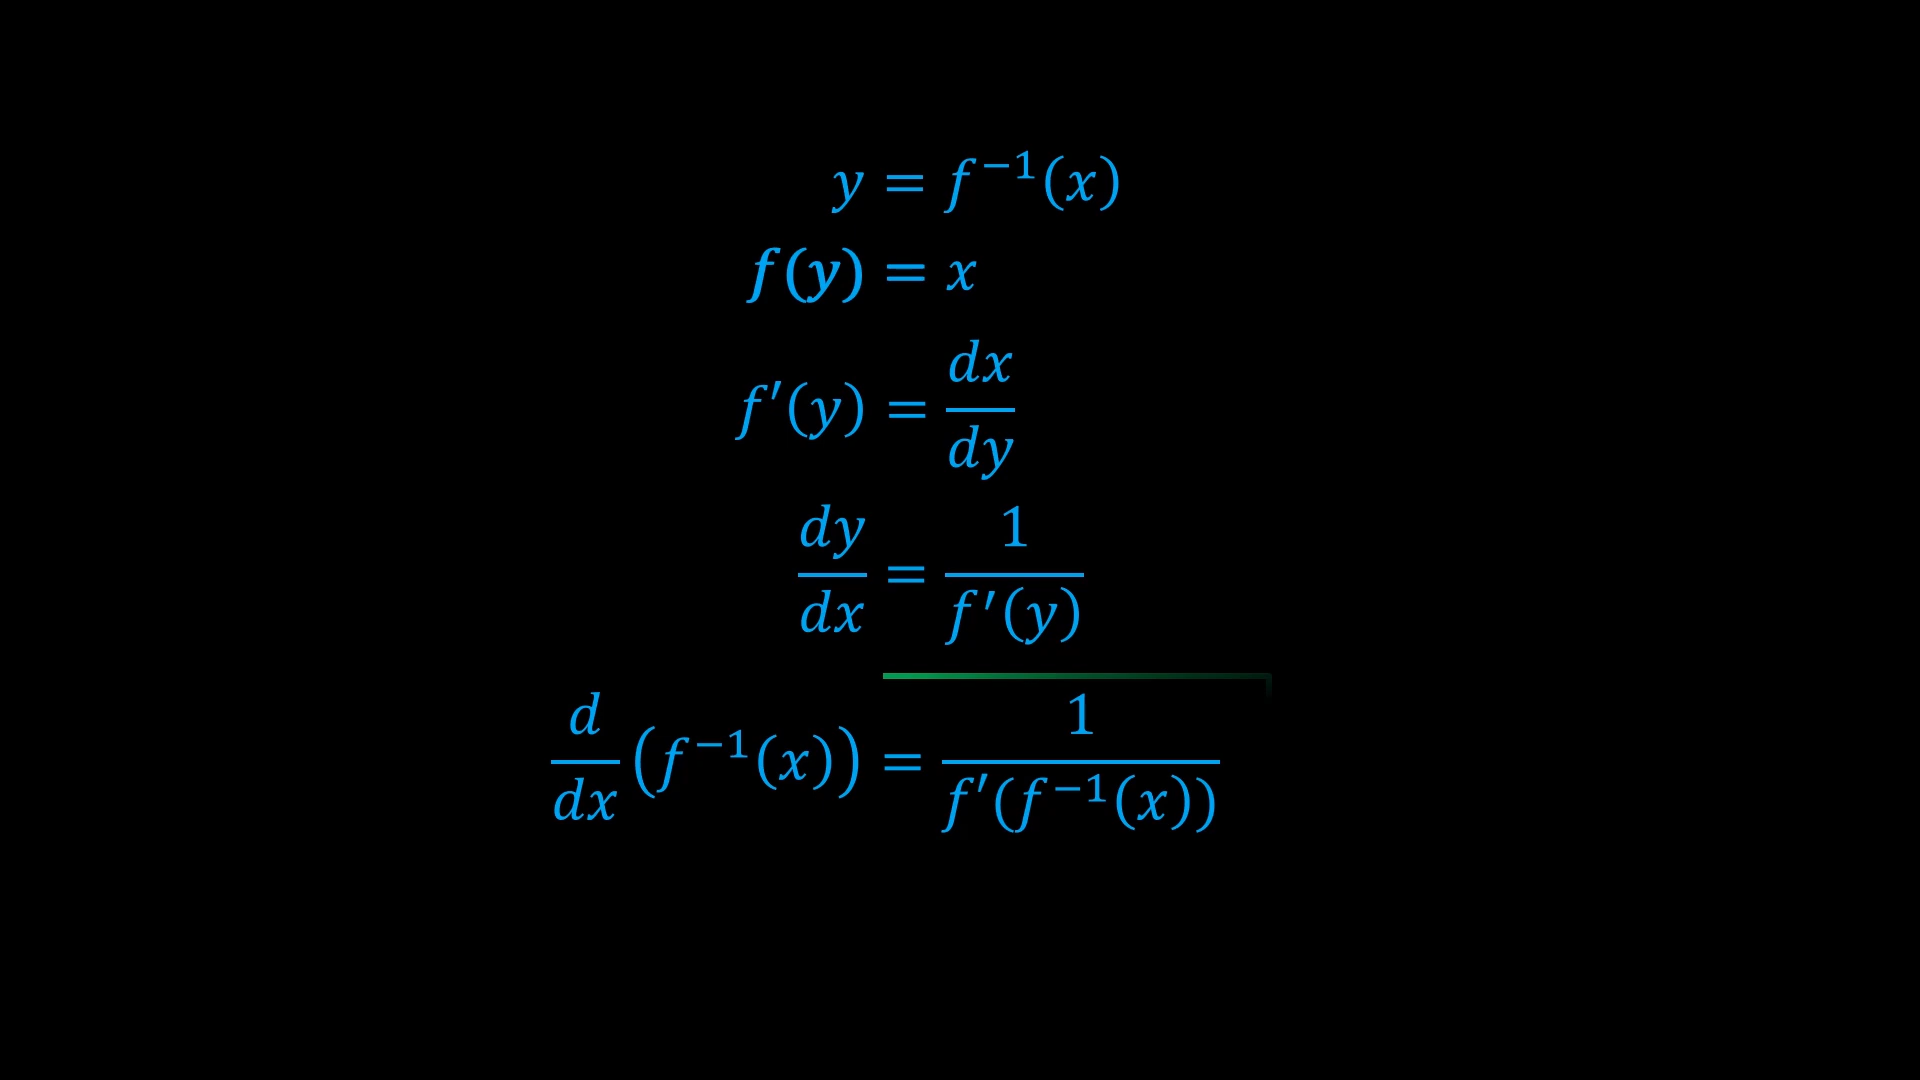 y = f⁻¹(x)
f(y) = x
f′(y) = dx/dy
dy/dx = 1/f′(y)
d/dx (f⁻¹(x)) = 1/f′(f⁻¹(x))